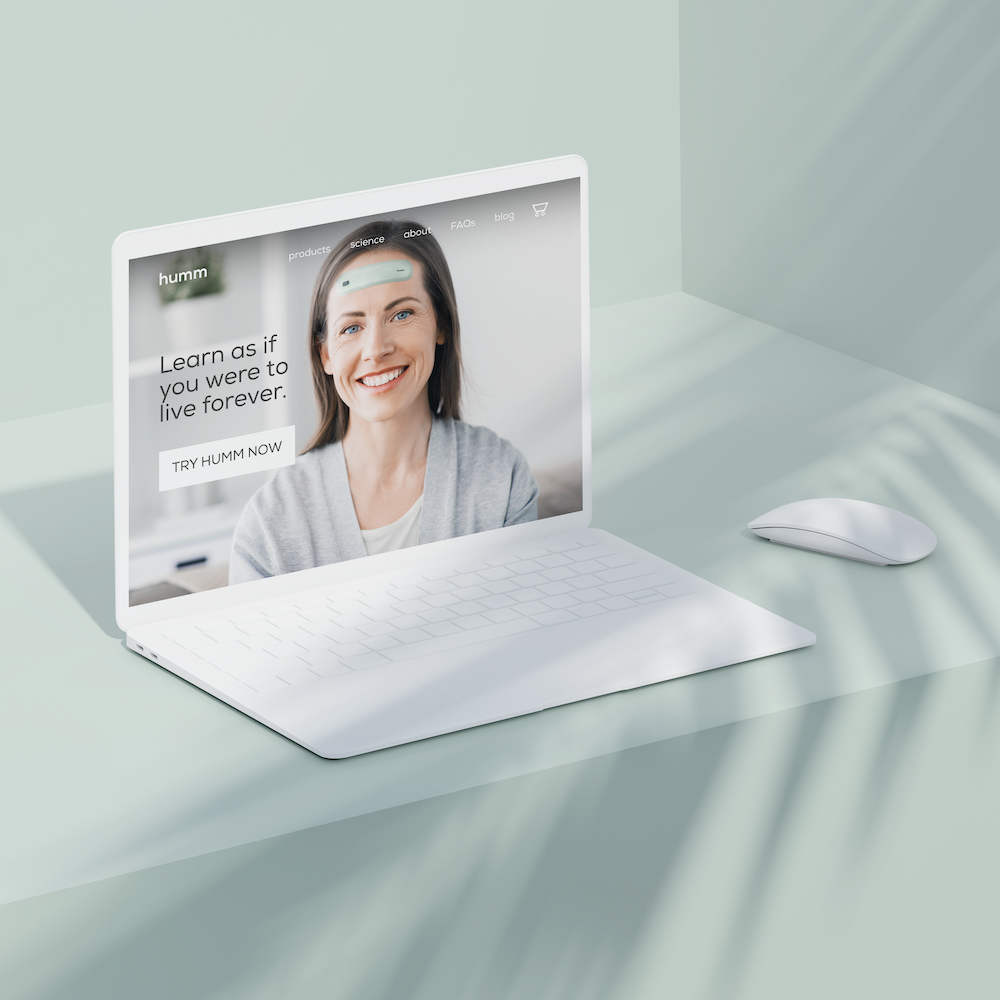 humm
products science about FAQs blog
Learn as if
you were to
live forever.
TRY HUMM NOW